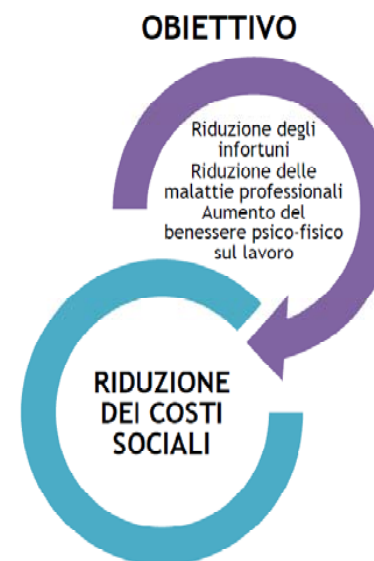 OBIETTIVO
Riduzione degli
infortuni
Riduzione delle
malattie professionali
Aumento del
benessere psico-fisico
sul lavoro
RIDUZIONE
DEI COSTI
SOCIALI